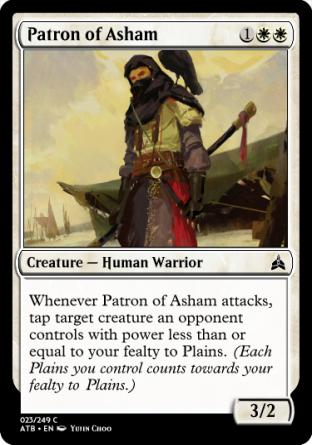 Patron of Asham 1
Creature — Human Warrior
Whenever Patron of Asham attacks,
tap target creature an opponent
controls with power less than or
equal to your fealty to Plains. (Each
Plains you control counts towards your
fealty to Plains.)
023/249 C
ATB • EN Yutin Choo
3/2